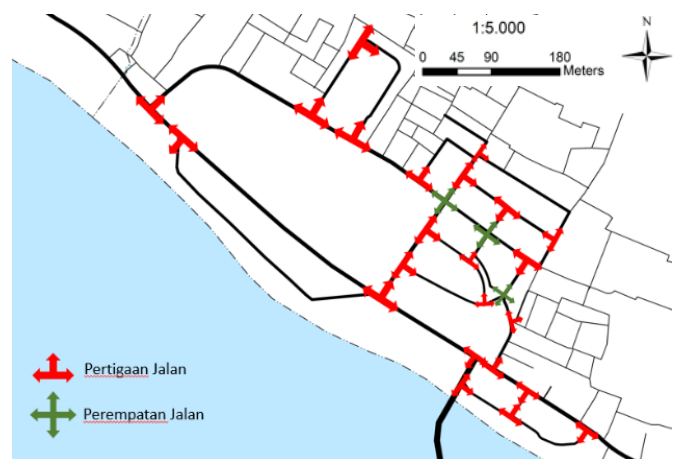 1:5.000
N
0 45 90 180
Meters
Pertigaan Jalan
Perempatan Jalan